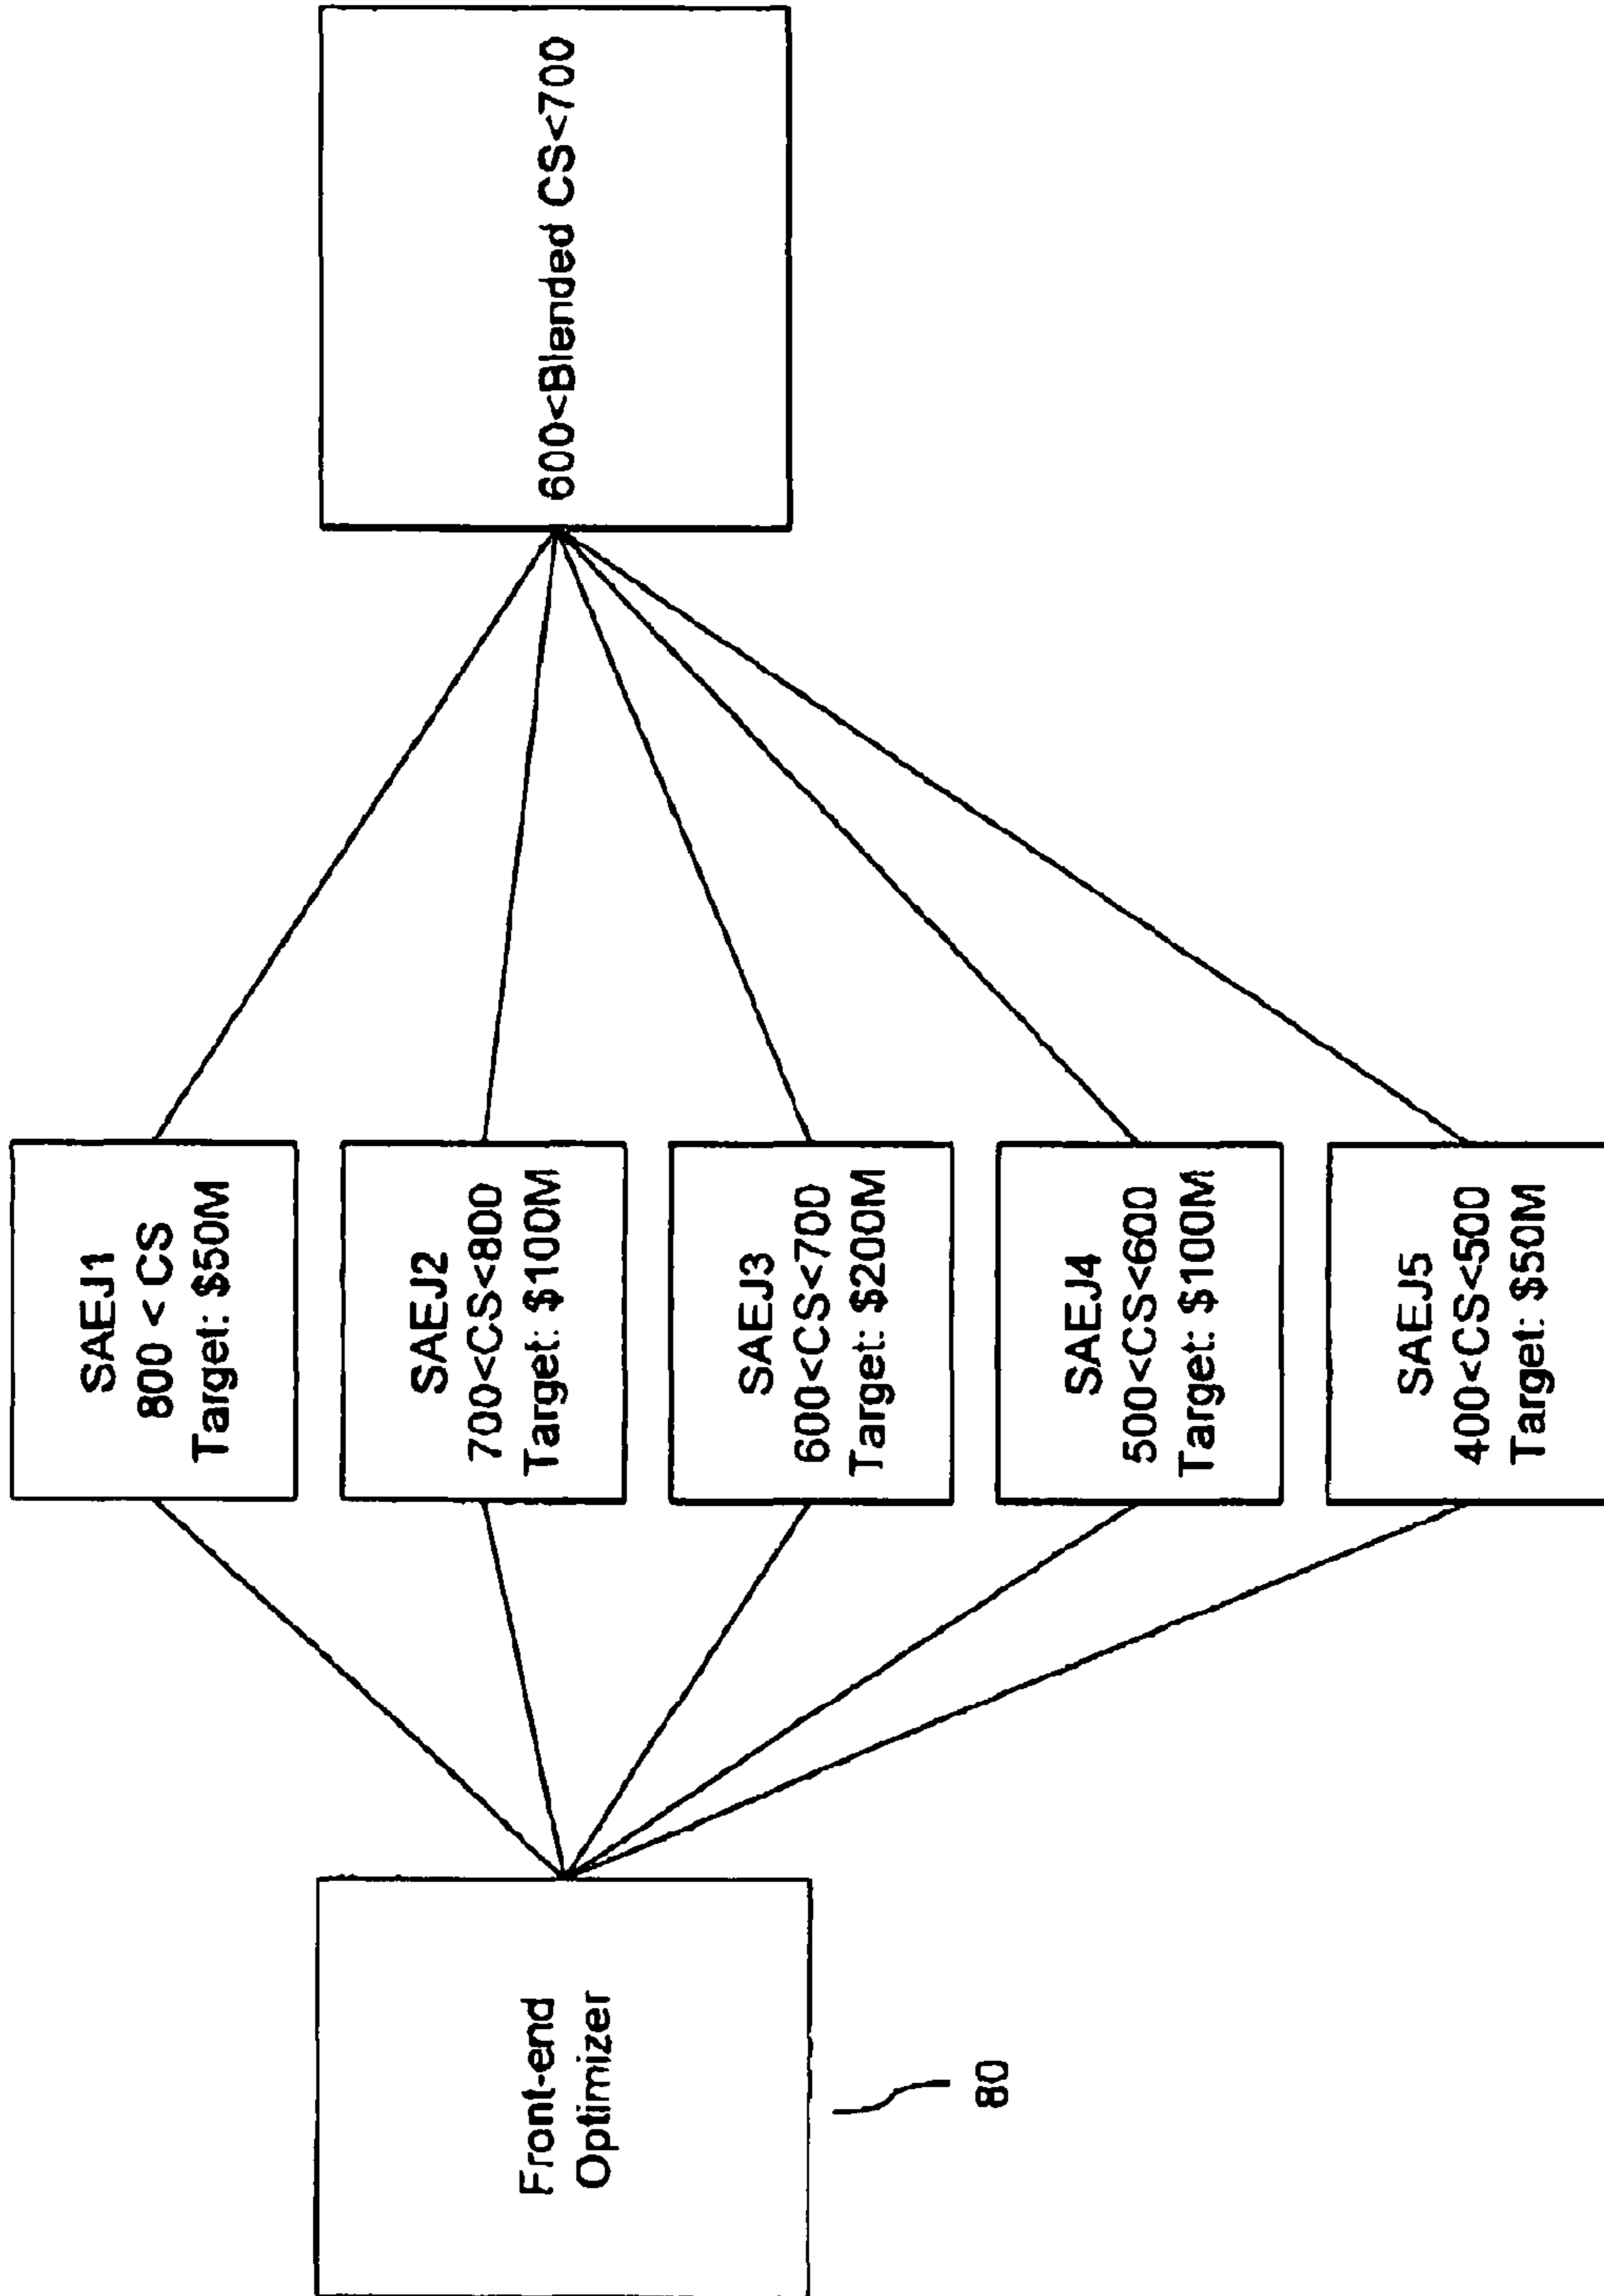 Front-end
Optimizer
80
SAEJ1
800 < CS
Target: $50M
SAEJ2
700<CS<800
Target: $100M
SAEJ3
600<CS<700
Target: $200M
SAEJ4
500<CS<600
Target: $100M
SAEJ5
400<CS<500
Target: $50M
600<Blended CS<700